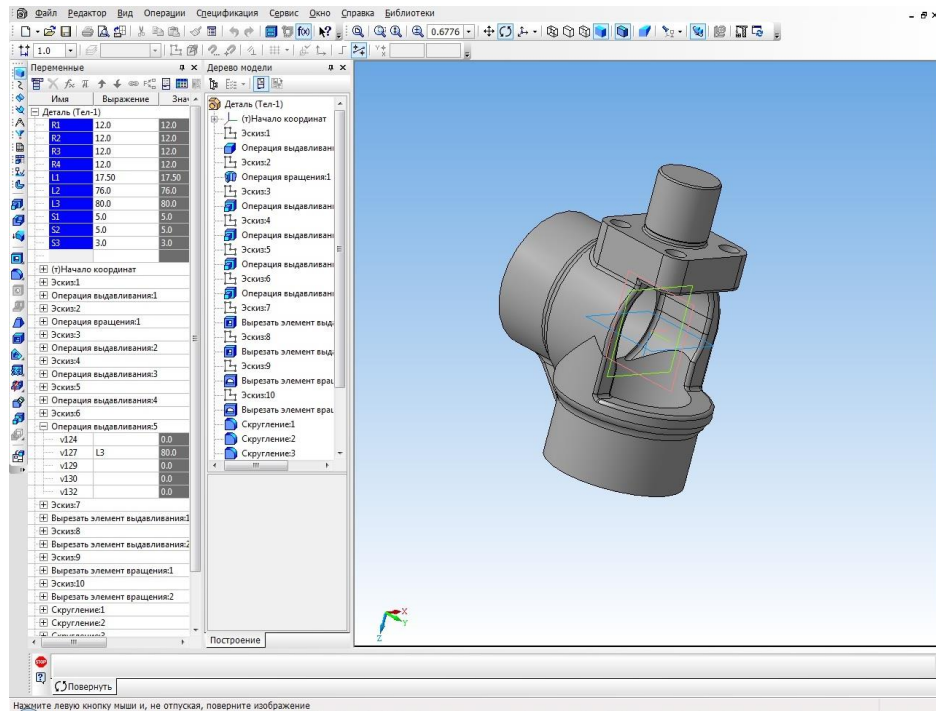 Файл Редактор Вид Операции Спецификация Сервис Окно Справка Библиотеки
0.6776
1.0
Переменные
Имя Выражение Знач
Деталь (Тел-1)
R1 12.0 12.0
R2 12.0 12.0
R3 12.0 12.0
R4 12.0 12.0
L1 17.50 17.50
L2 76.0 76.0
L3 80.0 80.0
S1 5.0 5.0
S2 5.0 5.0
S3 3.0 3.0
(т)Начало координат
Эскиз:1
Операция выдавливания:1
Эскиз:2
Операция вращения:1
Эскиз:3
Операция выдавливания:2
Эскиз:4
Операция выдавливания:3
Эскиз:5
Операция выдавливания:4
Эскиз:6
Операция выдавливания:5
v124 0.0
v127 L3 80.0
v129 0.0
v130 0.0
v132 0.0
Эскиз:7
Вырезать элемент выдавливания:1
Эскиз:8
Вырезать элемент выдавливания:2
Эскиз:9
Вырезать элемент вращения:1
Эскиз:10
Вырезать элемент вращения:2
Скругление:1
Скругление:2
Дерево модели
Деталь (Тел-1)
(т)Начало координат
Эскиз:1
Операция выдавливани
Эскиз:2
Операция вращения:1
Эскиз:3
Операция выдавливани
Эскиз:4
Операция выдавливани
Эскиз:5
Операция выдавливани
Эскиз:6
Операция выдавливани
Эскиз:7
Вырезать элемент выда
Эскиз:8
Вырезать элемент выда
Эскиз:9
Вырезать элемент вращ
Эскиз:10
Вырезать элемент вращ
Скругление:1
Скругление:2
Скругление:3
Построение
X
Y
Z
STOP
Повернуть
Нажмите левую кнопку мыши и, не отпуская, поверните изображение